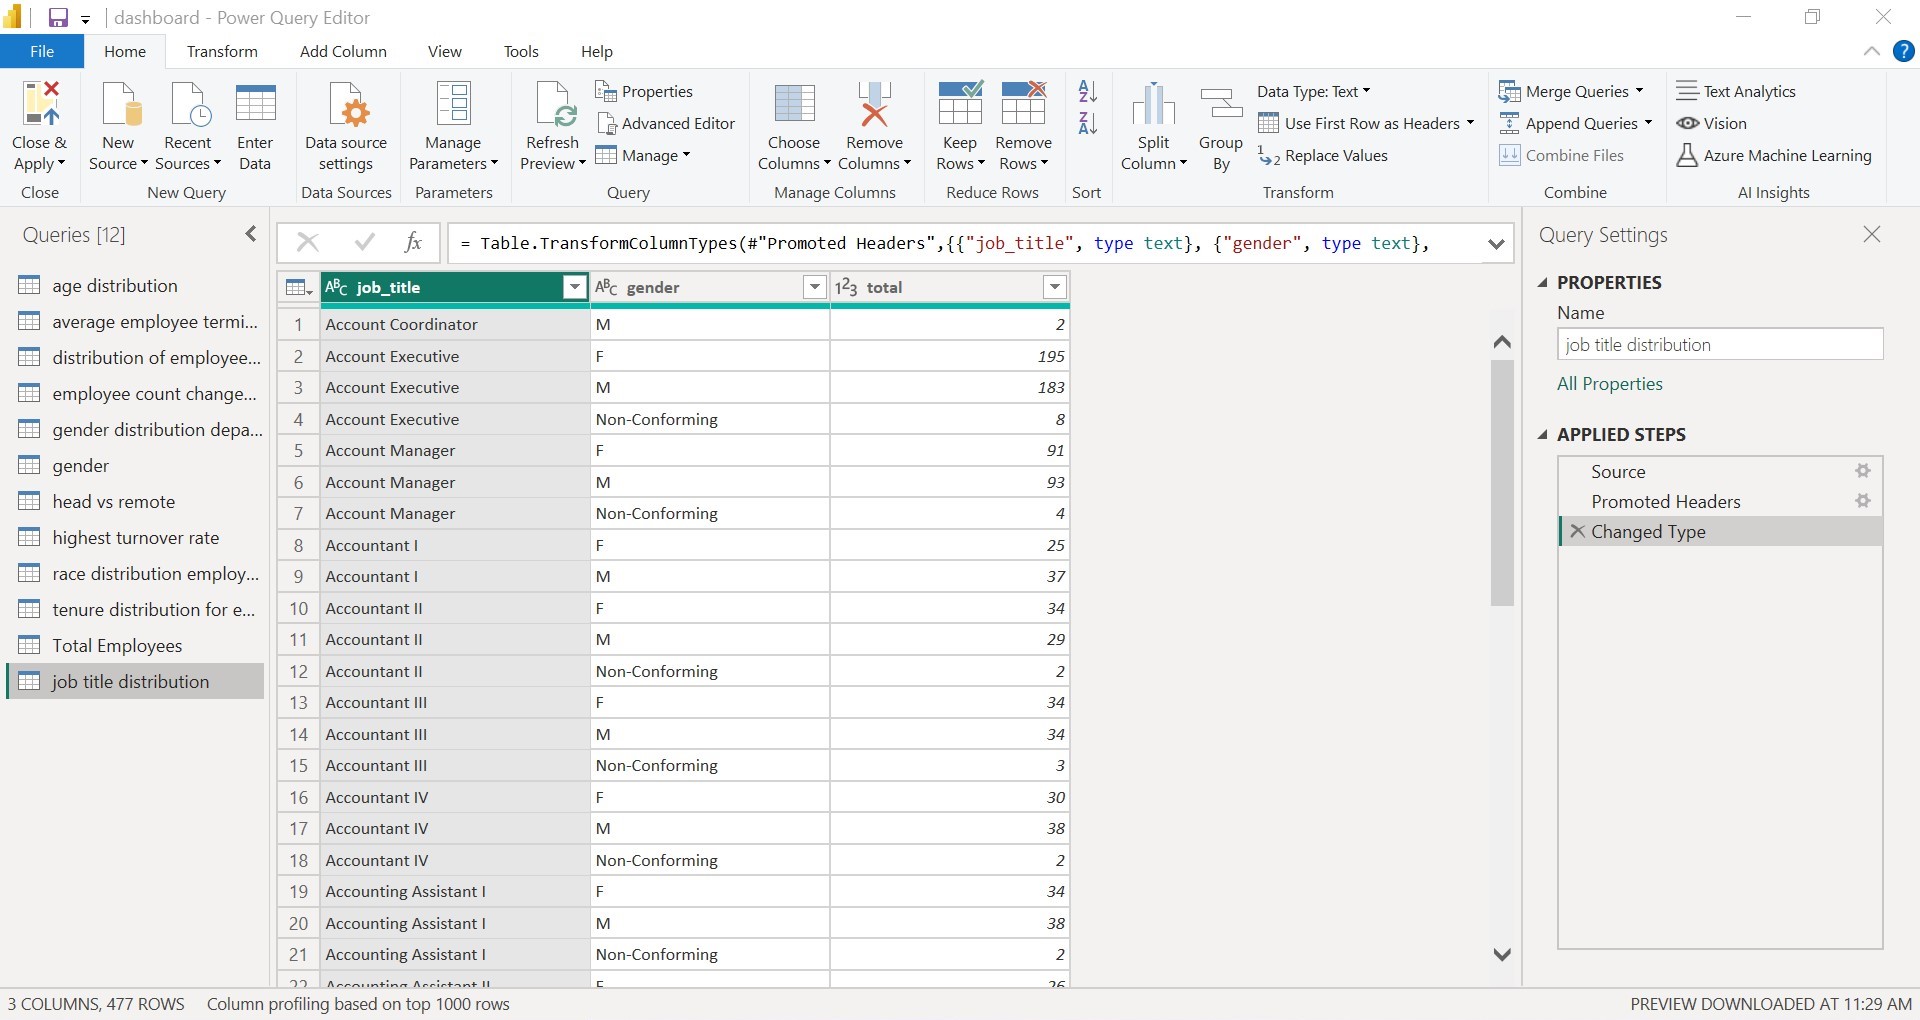 dashboard - Power Query Editor
File Home Transform Add Column View Tools Help
Close & Apply
Close
New Source
Recent Sources
Enter Data
New Query
Data source settings
Data Sources
Manage Parameters
Parameters
Refresh Preview
Properties
Advanced Editor
Manage
Query
Choose Columns
Remove Columns
Manage Columns
Keep Rows
Remove Rows
Reduce Rows
Sort
Split Column
Group By
Data Type: Text
Use First Row as Headers
Replace Values
Transform
Merge Queries
Append Queries
Combine Files
Combine
Text Analytics
Vision
Azure Machine Learning
AI Insights
Queries [12]
age distribution
average employee termi...
distribution of employee...
employee count change...
gender distribution depa...
gender
head vs remote
highest turnover rate
race distribution employ...
tenure distribution for e...
Total Employees
job title distribution
fx = Table.TransformColumnTypes(#"Promoted Headers",{{"job_title", type text}, {"gender", type text},
ABC job_title ABC gender 123 total
1 Account Coordinator M 2
2 Account Executive F 195
3 Account Executive M 183
4 Account Executive Non-Conforming 8
5 Account Manager F 91
6 Account Manager M 93
7 Account Manager Non-Conforming 4
8 Accountant I F 25
9 Accountant I M 37
10 Accountant II F 34
11 Accountant II M 29
12 Accountant II Non-Conforming 2
13 Accountant III F 34
14 Accountant III M 34
15 Accountant III Non-Conforming 3
16 Accountant IV F 30
17 Accountant IV M 38
18 Accountant IV Non-Conforming 2
19 Accounting Assistant I F 34
20 Accounting Assistant I M 38
21 Accounting Assistant I Non-Conforming 2
22 Accounting Assistant II F 26
Query Settings
PROPERTIES
Name
job title distribution
All Properties
APPLIED STEPS
Source
Promoted Headers
Changed Type
3 COLUMNS, 477 ROWS Column profiling based on top 1000 rows
PREVIEW DOWNLOADED AT 11:29 AM